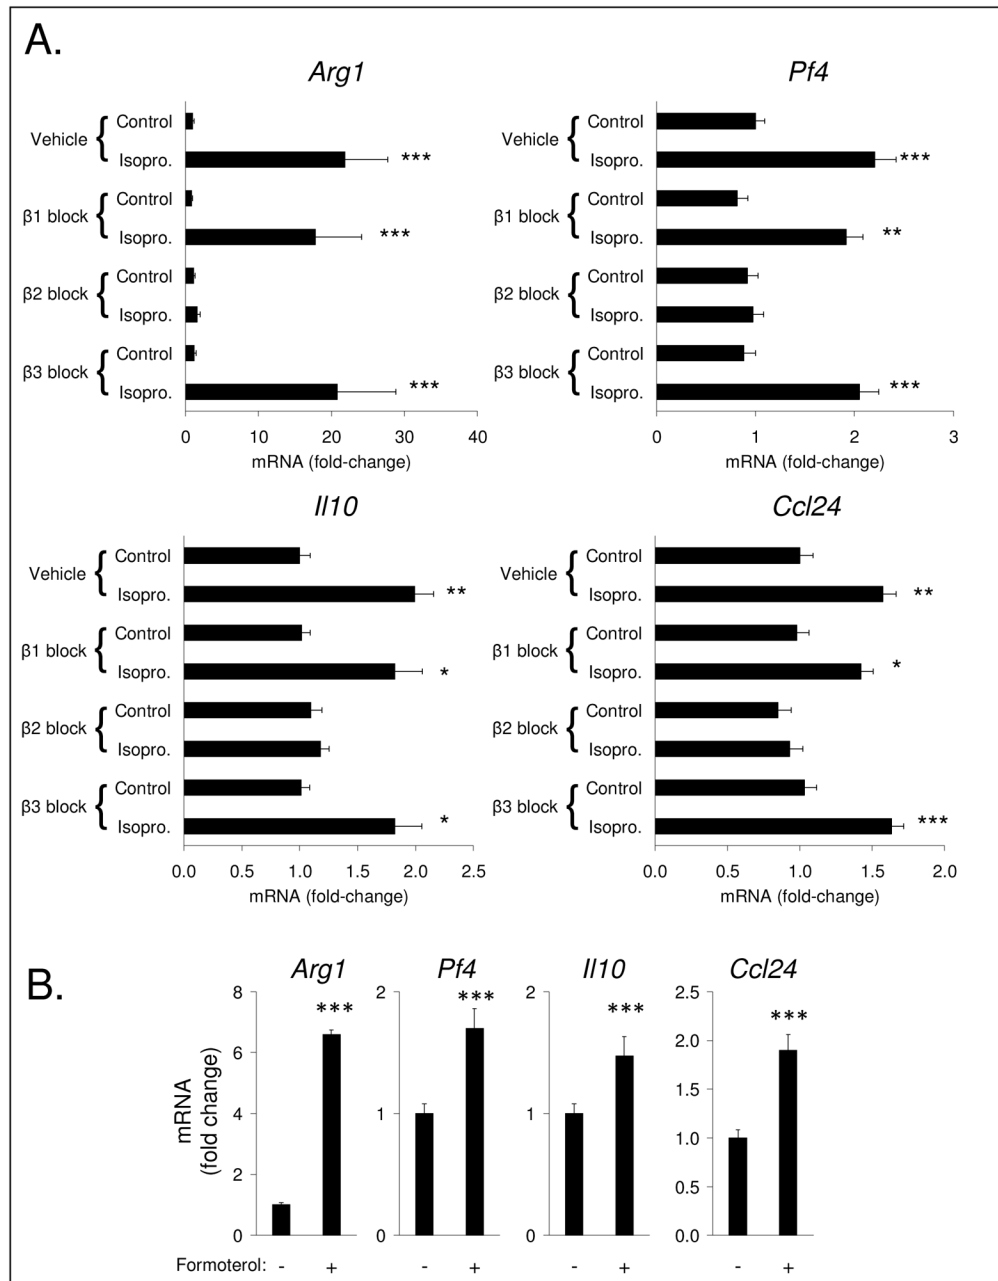 A.
Arg1
Vehicle { Control
Isopro. ***
β1 block { Control
Isopro. ***
β2 block { Control
Isopro.
β3 block { Control
Isopro. ***
0 10 20 30 40
mRNA (fold-change)
Pf4
Vehicle { Control
Isopro. ***
β1 block { Control
Isopro. **
β2 block { Control
Isopro.
β3 block { Control
Isopro. ***
0 1 2 3
mRNA (fold-change)
Il10
Vehicle { Control
Isopro. **
β1 block { Control
Isopro. *
β2 block { Control
Isopro.
β3 block { Control
Isopro. *
0.0 0.5 1.0 1.5 2.0 2.5
mRNA (fold-change)
Ccl24
Vehicle { Control
Isopro. **
β1 block { Control
Isopro. *
β2 block { Control
Isopro.
β3 block { Control
Isopro. ***
0.0 0.5 1.0 1.5 2.0
mRNA (fold-change)
B.
mRNA
(fold change)
Arg1
***
8
6
4
2
0
Pf4
***
2
1
0
Il10
***
2
1
0
Ccl24
***
2.5
2.0
1.5
1.0
0.5
0.0
Formoterol: - + - + - + - +